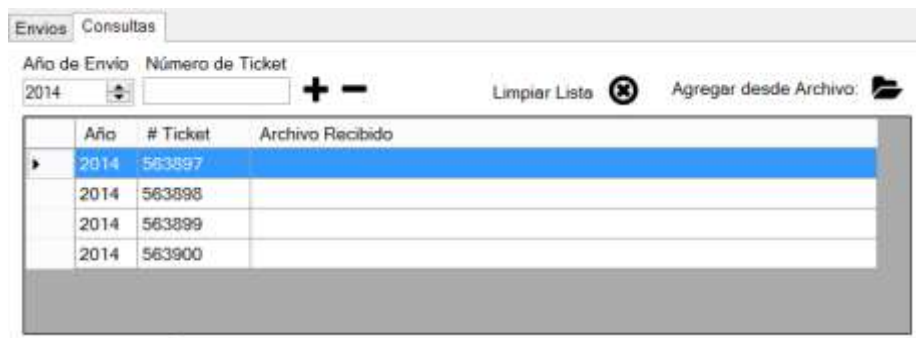 Envios Consultas
Año de Envío Número de Ticket
2014 Limpiar Lista Agregar desde Archivo:
Año # Ticket Archivo Recibido
2014 563897
2014 563898
2014 563899
2014 563900